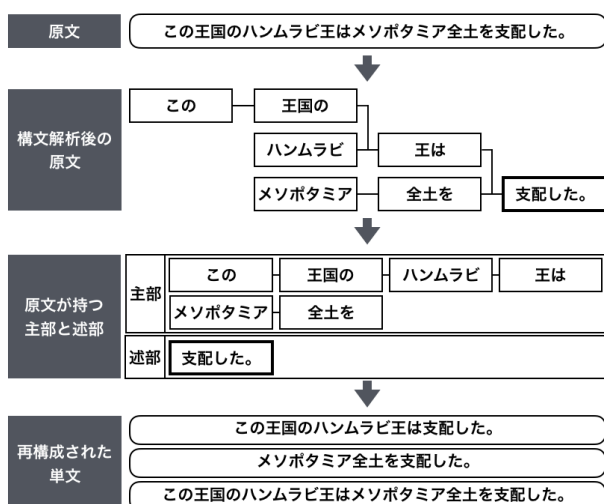 原文
この王国のハンムラビ王はメソポタミア全土を支配した。
構文解析後の
原文
この
王国の
ハンムラビ
王は
メソポタミア
全土を
支配した。
原文が持つ
主部と述部
主部
この
王国の
ハンムラビ
王は
メソポタミア
全土を
述部
支配した。
再構成された
単文
この王国のハンムラビ王は支配した。
メソポタミア全土を支配した。
この王国のハンムラビ王はメソポタミア全土を支配した。